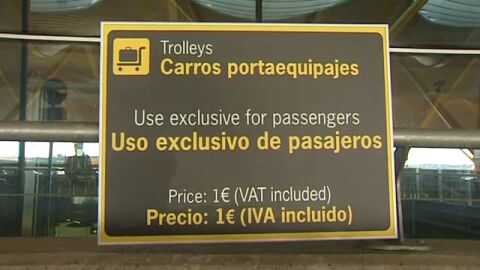 Trolleys
Carros portaequipajes
Use exclusive for passengers
Uso exclusivo de pasajeros
Price: 1€ (VAT included)
Precio: 1€ (IVA incluido)